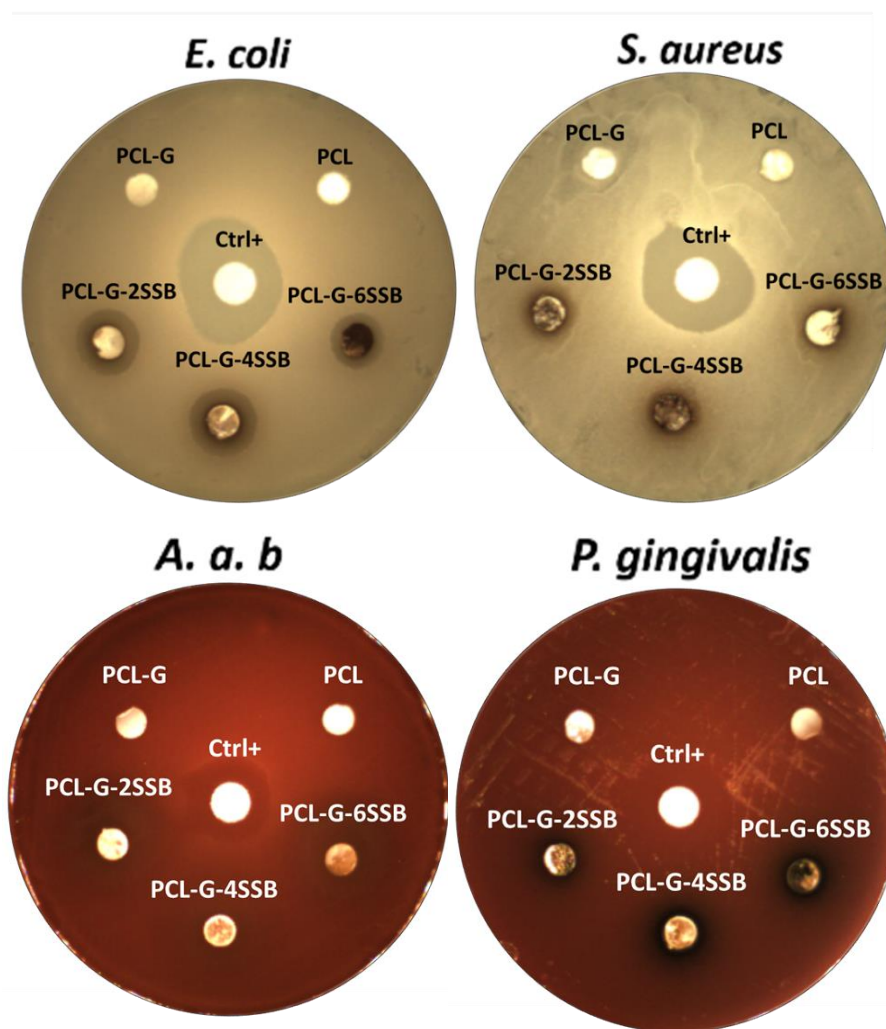 E. coli
PCL-G
PCL
Ctrl+
PCL-G-2SSB
PCL-G-6SSB
PCL-G-4SSB
S. aureus
PCL-G
PCL
Ctrl+
PCL-G-2SSB
PCL-G-6SSB
PCL-G-4SSB
A. a. b
PCL-G
PCL
Ctrl+
PCL-G-2SSB
PCL-G-6SSB
PCL-G-4SSB
P. gingivalis
PCL-G
PCL
Ctrl+
PCL-G-2SSB
PCL-G-6SSB
PCL-G-4SSB